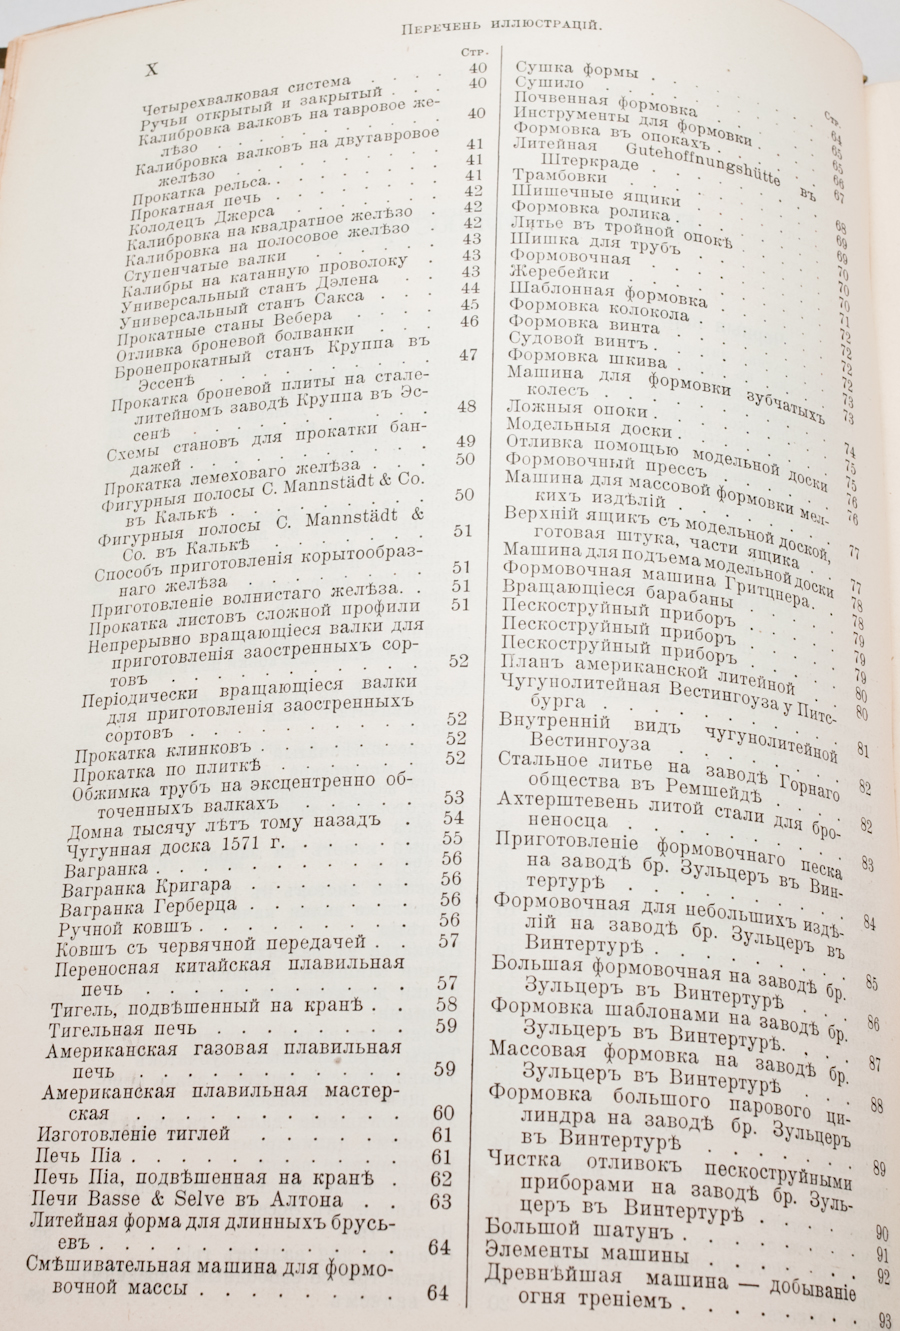 Перечень иллюстрацій.
X
Стр.
Четырехвалковая система . . . . 40
Ручьи открытый и закрытый . . . 40
Калибровка валковъ на тавровое же-
лѣзо . . . . . . . . . . 40
Калибровка валковъ на двутавровое
желѣзо . . . . . . . . . 41
Прокатка рельса. . . . . . . . 41
Прокатная печь . . . . . . . . 41
Колодецъ Джерса . . . . . . . 42
Калибровка на квадратное желѣзо . 42
Калибровка на полосовое желѣзо . 42
Ступенчатые валки . . . . . . 43
Калибры на катанную проволоку . 43
Универсальный станъ Дэлена . . . 43
Универсальный станъ Сакса . . . 44
Прокатные станы Вебера . . . . 45
Отливка броневой болванки . . . 46
Бронепрокатный станъ Круппа въ
Эссенѣ . . . . . . . . . 47
Прокатка броневой плиты на стале-
литейномъ заводѣ Круппа въ Эс-
сенѣ . . . . . . . . . . 48
Схемы становъ для прокатки бан-
дажей . . . . . . . . . . 49
Прокатка лемеховаго желѣза . . . 50
Фигурныя полосы C. Mannstädt & Co.
въ Калькѣ . . . . . . . . 50
Фигурныя полосы C. Mannstädt &
Co. въ Калькѣ . . . . . . . 51
Способъ приготовленія корытообраз-
наго желѣза . . . . . . . . 51
Приготовленіе волнистаго желѣза. . 51
Прокатка листовъ сложной профили 51
Непрерывно вращающіеся валки для
приготовленія заостренныхъ сор-
товъ . . . . . . . . . . 52
Періодически вращающіеся валки
для приготовленія заостренныхъ
сортовъ . . . . . . . . . 52
Прокатка клинковъ . . . . . . 52
Прокатка по плиткѣ . . . . . . 52
Обжимка трубъ на эксцентренно об-
точенныхъ валкахъ . . . . . 53
Домна тысячу лѣтъ тому назадъ . 54
Чугунная доска 1571 г. . . . . . 55
Вагранка . . . . . . . . . . 56
Вагранка Кригара . . . . . . . 56
Вагранка Герберца . . . . . . . 56
Ручной ковшъ . . . . . . . . . 56
Ковшъ съ червячной передачей . . 57
Переносная китайская плавильная
печь . . . . . . . . . . . 57
Тигель, подвѣшенный на кранѣ . . 58
Тигельная печь . . . . . . . . 59
Американская газовая плавильная
печь . . . . . . . . . . . 59
Американская плавильная мастер-
ская . . . . . . . . . . . 60
Изготовленіе тиглей . . . . . . 61
Печь Піа . . . . . . . . . . . 61
Печь Піа, подвѣшенная на кранѣ . 62
Печи Basse & Selve въ Алтона . . 63
Литейная форма для длинныхъ брусь-
евъ . . . . . . . . . . . 64
Смѣшивательная машина для формо-
вочной массы . . . . . . . . 64
Стр.
Сушка формы . . . . . . . . 64
Сушило . . . . . . . . . . 65
Почвенная формовка . . . . . . 65
Инструменты для формовки . . . 66
Формовка въ опокахъ . . . . . . 67
Литейная Gutehoffnungshütte въ
Штеркраде . . . . . . . . 68
Трамбовки . . . . . . . . . 69
Шишечные ящики . . . . . . . 69
Формовка ролика . . . . . . . 70
Литье въ тройной опокѣ . . . . 70
Шишка для трубъ . . . . . . . 71
Формовочная . . . . . . . . 72
Жеребейки . . . . . . . . . 72
Шаблонная формовка . . . . . . 72
Формовка колокола . . . . . . . 72
Формовка винта . . . . . . . . 73
Судовой винтъ . . . . . . . . 73
Формовка шкива . . . . . . . .
Машина для формовки зубчатыхъ
колесъ . . . . . . . . . . 74
Ложныя опоки . . . . . . . . 75
Модельныя доски . . . . . . . 75
Отливка помощью модельной доски 76
Формовочный прессъ . . . . . . 76
Машина для массовой формовки мел-
кихъ издѣлій . . . . . . . . 77
Верхній ящикъ съ модельной доской,
готовая штука, части ящика . . 77
Машина для подъема модельной доски 78
Формовочная машина Гритцнера. . 78
Вращающіеся барабаны . . . . . 79
Пескоструйный приборъ . . . . . 79
Пескоструйный приборъ . . . . . 79
Пескоструйный приборъ . . . . . 80
Планъ американской литейной . . 80
Чугунолитейная Вестингоуза у Питс-
бурга . . . . . . . . . . 81
Внутренній видъ чугунолитейной
Вестингоуза . . . . . . . . 82
Стальное литье на заводѣ Горнаго
общества въ Ремшейдѣ . . . . 82
Ахтерштевень литой стали для бро-
неносца . . . . . . . . . 83
Приготовленіе формовочнаго песка
на заводѣ бр. Зульцеръ въ Вин-
тертурѣ . . . . . . . . . 84
Формовочная для небольшихъ издѣ-
лій на заводѣ бр. Зульцеръ въ
Винтертурѣ . . . . . . . . 85
Большая формовочная на заводѣ бр.
Зульцеръ въ Винтертурѣ . . . 86
Формовка шаблонами на заводѣ бр.
Зульцеръ въ Винтертурѣ. . . . 87
Массовая формовка на заводѣ бр.
Зульцеръ въ Винтертурѣ . . . 88
Формовка большого парового ци-
линдра на заводѣ бр. Зульцеръ
въ Винтертурѣ . . . . . . . 89
Чистка отливокъ пескоструйными
приборами на заводѣ бр. Зуль-
церъ въ Винтертурѣ . . . . . 90
Большой шатунъ . . . . . . . 91
Элементы машины . . . . . . . 92
Древнѣйшая машина — добываніе
огня треніемъ . . . . . . . 93